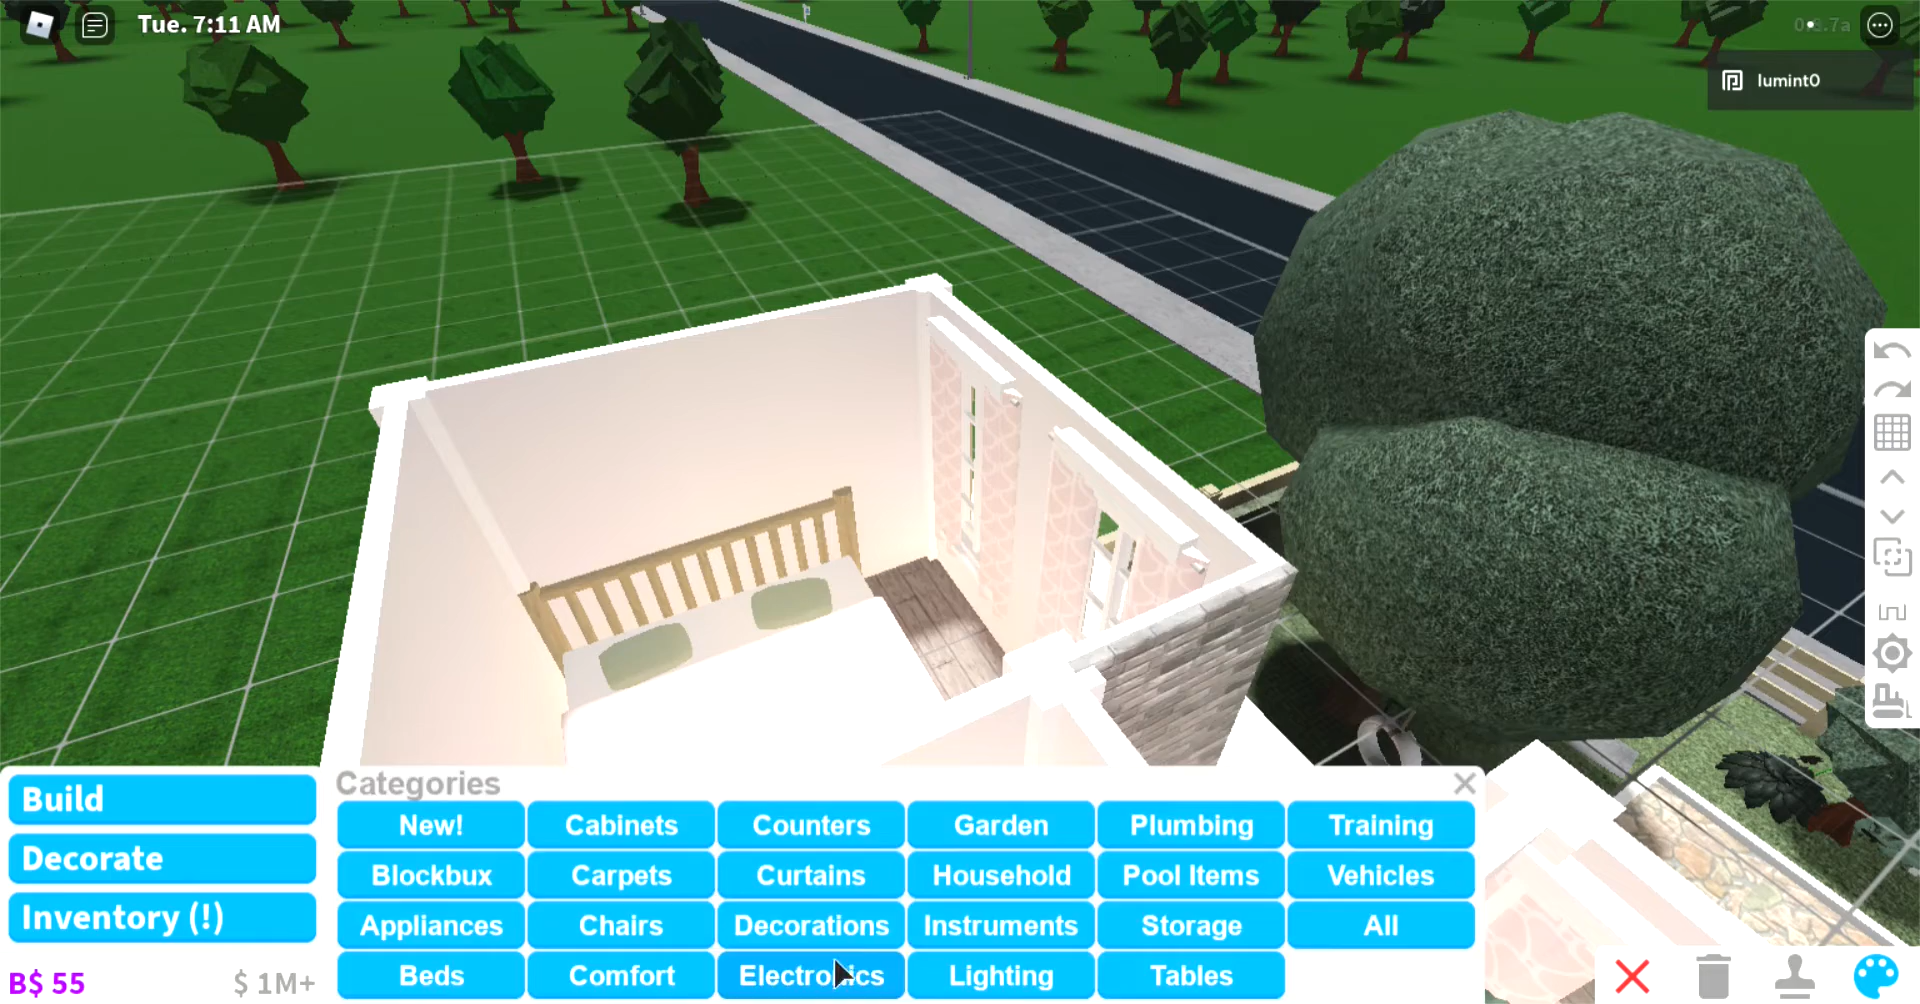 Tue. 7:11 AM
lumint0
Build
Decorate
Inventory (!)
B$ 55
$ 1M+
Categories
New! Cabinets Counters Garden Plumbing Training
Blockbux Carpets Curtains Household Pool Items Vehicles
Appliances Chairs Decorations Instruments Storage All
Beds Comfort Electronics Lighting Tables